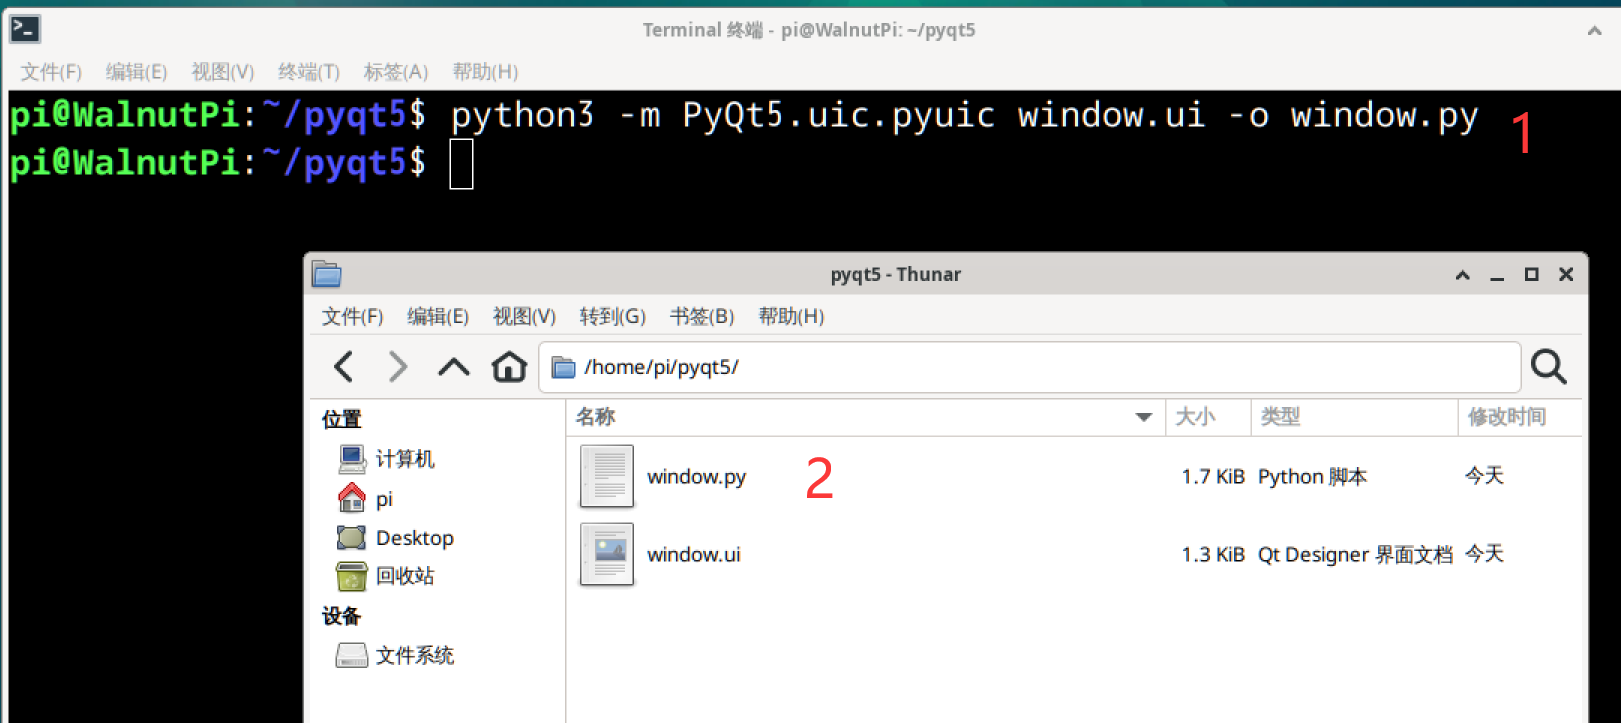 Terminal 终端 - pi@WalnutPi: ~/pyqt5
文件(F) 编辑(E) 视图(V) 终端(T) 标签(A) 帮助(H)
pi@WalnutPi:~/pyqt5$ python3 -m PyQt5.uic.pyuic window.ui -o window.py
1
pi@WalnutPi:~/pyqt5$
pyqt5 - Thunar
文件(F) 编辑(E) 视图(V) 转到(G) 书签(B) 帮助(H)
/home/pi/pyqt5/
位置
计算机
pi
Desktop
回收站
设备
文件系统
名称 大小 类型 修改时间
window.py 2 1.7 KiB Python 脚本 今天
window.ui 1.3 KiB Qt Designer 界面文档 今天